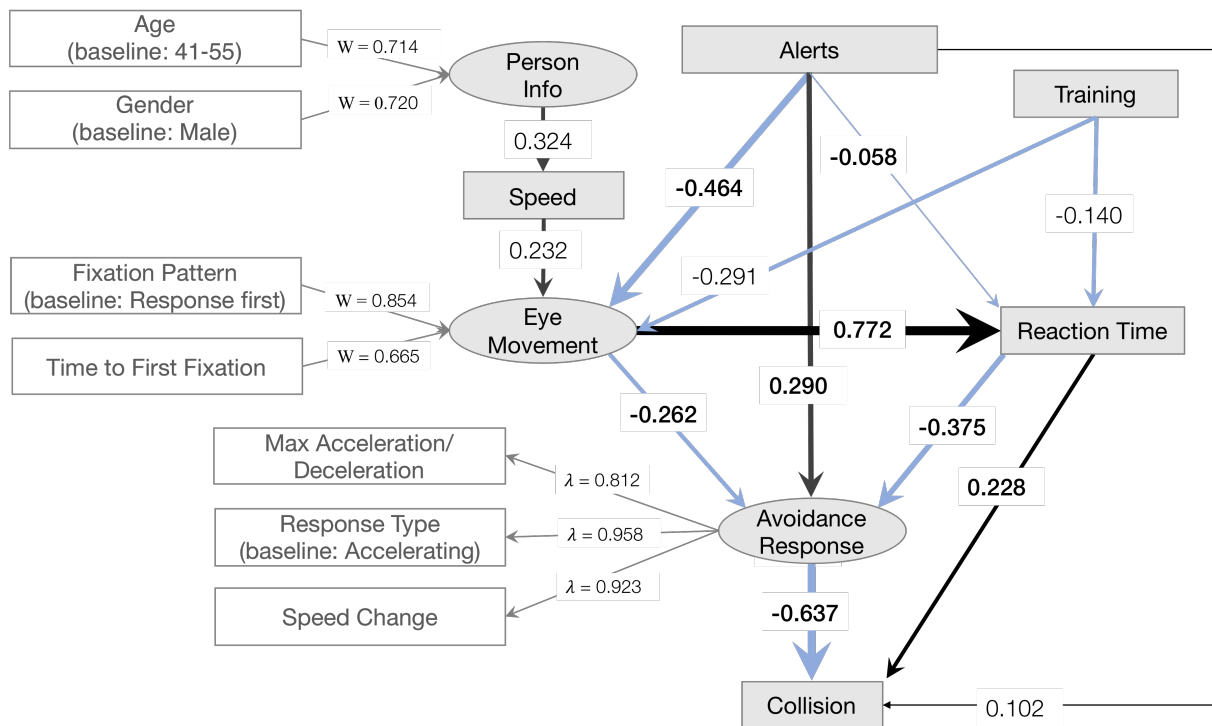 Age
(baseline: 41-55)
W = 0.714
Person
Info
Alerts
Training
Gender
(baseline: Male)
W = 0.720
0.324
-0.058
-0.464
Speed
-0.140
0.232
-0.291
Fixation Pattern
(baseline: Response first)
W = 0.854
Eye
Movement
0.772
Reaction Time
Time to First Fixation
W = 0.665
0.290
-0.262
-0.375
Max Acceleration/
Deceleration
λ = 0.812
0.228
Response Type
(baseline: Accelerating)
λ = 0.958
Avoidance
Response
Speed Change
λ = 0.923
-0.637
Collision
0.102